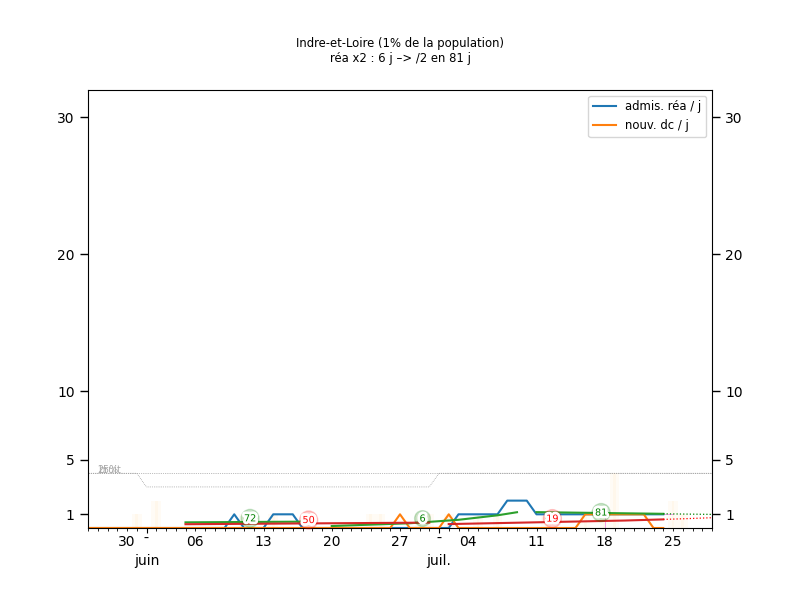 Indre-et-Loire (1% de la population)
réa x2 : 6 j –> /2 en 81 j
admis. réa / j
nouv. dc / j
30 30
20 20
10 10
5 5
1 1
72 50 6 19 81
30 - 06 13 20 27 - 04 11 18 25
juin juil.